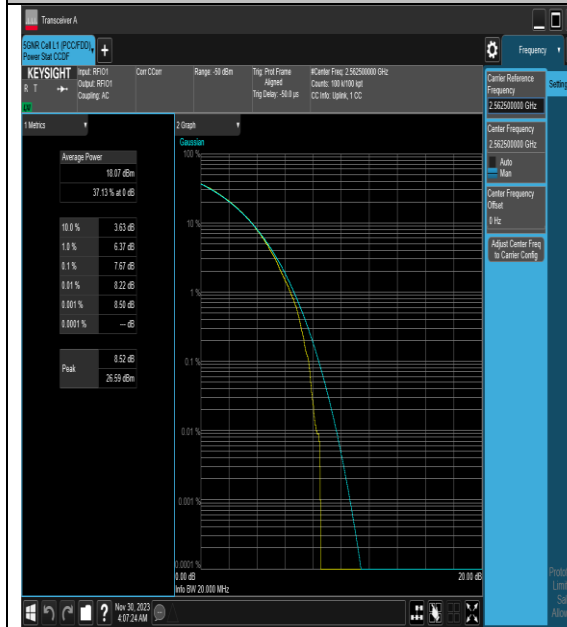 Transceiver A
5GNR Cell L1 (PCC/FDD)
Power Stat CCDF
Frequency
KEYSIGHT
R T
LXI
Input: RFIO1
Output: RFIO1
Coupling: AC
Corr CCorr
Range: -50 dBm
Trig: Prot Frame
Aligned
Trig Delay: -50.0 µs
#Center Freq: 2.562500000 GHz
Counts: 100 k/100 kpt
CC Info: Uplink, 1 CC
1 Metrics
Average Power
18.07 dBm
37.13 % at 0 dB
10.0 % 3.63 dB
1.0 % 6.37 dB
0.1 % 7.67 dB
0.01 % 8.22 dB
0.001 % 8.50 dB
0.0001 % --- dB
Peak
8.52 dB
26.59 dBm
2 Graph
Gaussian
100 %
10 %
1 %
0.1 %
0.01 %
0.001 %
0.0001 %
0.00 dB
20.00 dB
Info BW 20.000 MHz
Carrier Reference
Frequency
2.562500000 GHz
Center Frequency
2.562500000 GHz
Auto
Man
Center Frequency
Offset
0 Hz
Adjust Center Freq
to Carrier Config
Setting
Limi
Allow
?
Nov 30, 2023
4:07:24 AM